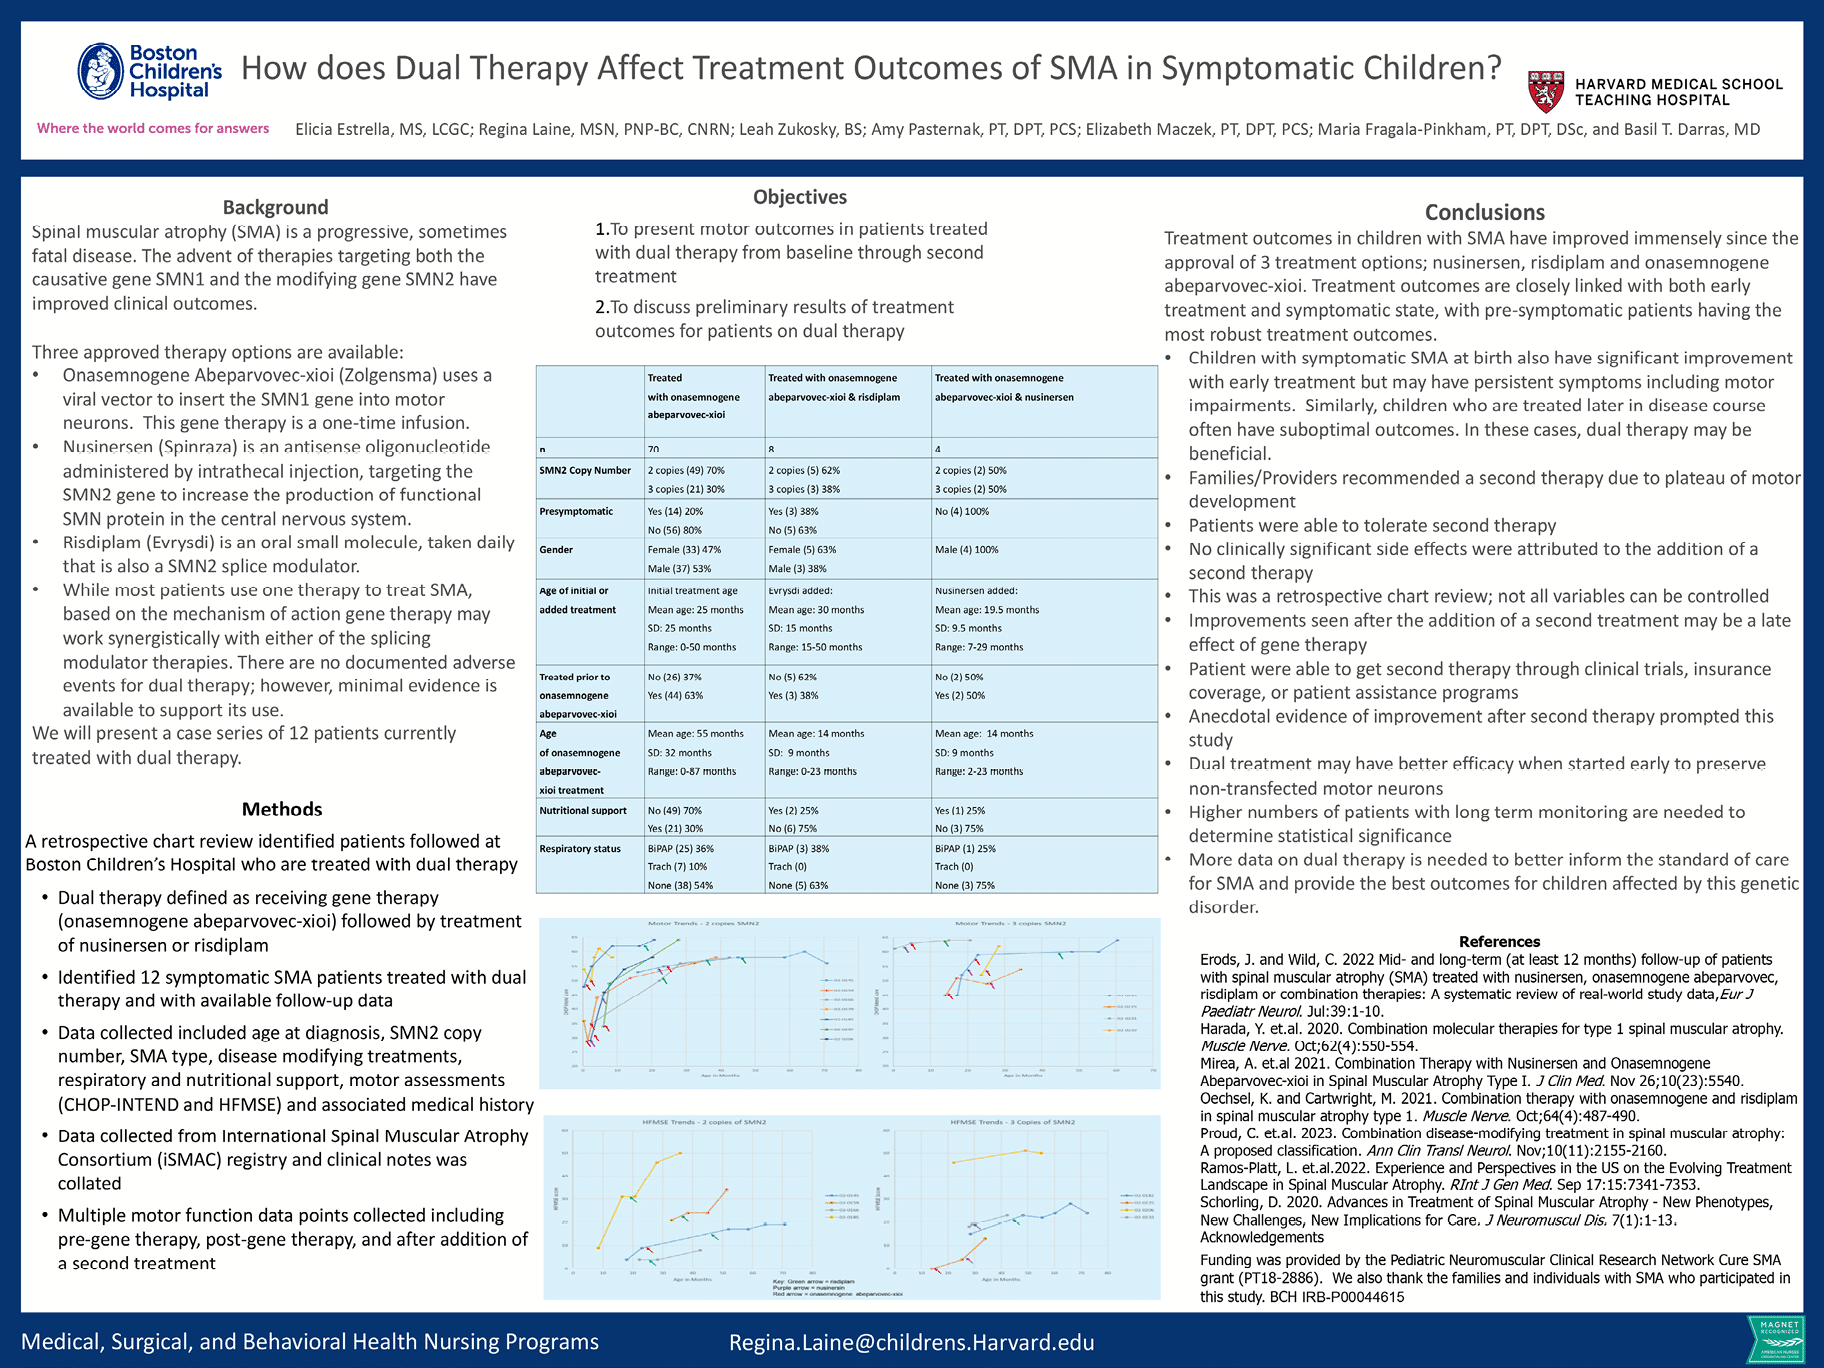 Boston
Children's
Hospital
Where the world comes for answers
How does Dual Therapy Affect Treatment Outcomes of SMA in Symptomatic Children?
HARVARD MEDICAL SCHOOL
TEACHING HOSPITAL
Elicia Estrella, MS, LCGC; Regina Laine, MSN, PNP-BC, CNRN; Leah Zukosky, BS; Amy Pasternak, PT, DPT, PCS; Elizabeth Maczek, PT, DPT, PCS; Maria Fragala-Pinkham, PT, DPT, DSc, and Basil T. Darras, MD
Background
Spinal muscular atrophy (SMA) is a progressive, sometimes
fatal disease. The advent of therapies targeting both the
causative gene SMN1 and the modifying gene SMN2 have
improved clinical outcomes.
Three approved therapy options are available:
• Onasemnogene Abeparvovec-xioi (Zolgensma) uses a
viral vector to insert the SMN1 gene into motor
neurons. This gene therapy is a one-time infusion.
• Nusinersen (Spinraza) is an antisense oligonucleotide
administered by intrathecal injection, targeting the
SMN2 gene to increase the production of functional
SMN protein in the central nervous system.
• Risdiplam (Evrysdi) is an oral small molecule, taken daily
that is also a SMN2 splice modulator.
• While most patients use one therapy to treat SMA,
based on the mechanism of action gene therapy may
work synergistically with either of the splicing
modulator therapies. There are no documented adverse
events for dual therapy; however, minimal evidence is
available to support its use.
We will present a case series of 12 patients currently
treated with dual therapy.
Methods
A retrospective chart review identified patients followed at
Boston Children's Hospital who are treated with dual therapy
• Dual therapy defined as receiving gene therapy
(onasemnogene abeparvovec-xioi) followed by treatment
of nusinersen or risdiplam
• Identified 12 symptomatic SMA patients treated with dual
therapy and with available follow-up data
• Data collected included age at diagnosis, SMN2 copy
number, SMA type, disease modifying treatments,
respiratory and nutritional support, motor assessments
(CHOP-INTEND and HFMSE) and associated medical history
• Data collected from International Spinal Muscular Atrophy
Consortium (iSMAC) registry and clinical notes was
collated
• Multiple motor function data points collected including
pre-gene therapy, post-gene therapy, and after addition of
a second treatment
Objectives
1.To present motor outcomes in patients treated
with dual therapy from baseline through second
treatment
2.To discuss preliminary results of treatment
outcomes for patients on dual therapy
Treated Treated with onasemnogene Treated with onasemnogene
with onasemnogene abeparvovec-xioi & risdiplam abeparvovec-xioi & nusinersen
abeparvovec-xioi
n 70 8 4
SMN2 Copy Number 2 copies (49) 70% 2 copies (5) 62% 2 copies (2) 50%
3 copies (21) 30% 3 copies (3) 38% 3 copies (2) 50%
Presymptomatic Yes (14) 20% Yes (3) 38% No (4) 100%
No (56) 80% No (5) 63%
Gender Female (33) 47% Female (5) 63% Male (4) 100%
Male (37) 53% Male (3) 38%
Age of initial or Initial treatment age Evrysdi added: Nusinersen added:
added treatment Mean age: 25 months Mean age: 30 months Mean age: 19.5 months
SD: 25 months SD: 15 months SD: 9.5 months
Range: 0-50 months Range: 15-50 months Range: 7-29 months
Treated prior to No (26) 37% No (5) 62% No (2) 50%
onasemnogene Yes (44) 63% Yes (3) 38% Yes (2) 50%
abeparvovec-xioi
Age Mean age: 55 months Mean age: 14 months Mean age: 14 months
of onasemnogene SD: 32 months SD: 9 months SD: 9 months
abeparvovec- Range: 0-87 months Range: 0-23 months Range: 2-23 months
xioi treatment
Nutritional support No (49) 70% Yes (2) 25% Yes (1) 25%
Yes (21) 30% No (6) 75% No (3) 75%
Respiratory status BiPAP (25) 36% BiPAP (3) 38% BiPAP (1) 25%
Trach (7) 10% Trach (0) Trach (0)
None (38) 54% None (5) 63% None (3) 75%
Motor Trends - 2 copies SMN2
Age in Months
Motor Trends - 3 copies SMN2
Age in Months
HFMSE Trends - 2 copies of SMN2
Age in Months
HFMSE Trends - 3 Copies of SMN2
Age in Months
Key: Green arrow = risdiplam
Purple arrow = nusinersin
Red arrow = onasemnogene abeparvovec-xioi
Conclusions
Treatment outcomes in children with SMA have improved immensely since the
approval of 3 treatment options; nusinersen, risdiplam and onasemnogene
abeparvovec-xioi. Treatment outcomes are closely linked with both early
treatment and symptomatic state, with pre-symptomatic patients having the
most robust treatment outcomes.
• Children with symptomatic SMA at birth also have significant improvement
with early treatment but may have persistent symptoms including motor
impairments. Similarly, children who are treated later in disease course
often have suboptimal outcomes. In these cases, dual therapy may be
beneficial.
• Families/Providers recommended a second therapy due to plateau of motor
development
• Patients were able to tolerate second therapy
• No clinically significant side effects were attributed to the addition of a
second therapy
• This was a retrospective chart review; not all variables can be controlled
• Improvements seen after the addition of a second treatment may be a late
effect of gene therapy
• Patient were able to get second therapy through clinical trials, insurance
coverage, or patient assistance programs
• Anecdotal evidence of improvement after second therapy prompted this
study
• Dual treatment may have better efficacy when started early to preserve
non-transfected motor neurons
• Higher numbers of patients with long term monitoring are needed to
determine statistical significance
• More data on dual therapy is needed to better inform the standard of care
for SMA and provide the best outcomes for children affected by this genetic
disorder.
References
Erods, J. and Wild, C. 2022 Mid- and long-term (at least 12 months) follow-up of patients
with spinal muscular atrophy (SMA) treated with nusinersen, onasemnogene abeparvovec,
risdiplam or combination therapies: A systematic review of real-world study data,Eur J
Paediatr Neurol. Jul:39:1-10.
Harada, Y. et.al. 2020. Combination molecular therapies for type 1 spinal muscular atrophy.
Muscle Nerve. Oct;62(4):550-554.
Mirea, A. et.al 2021. Combination Therapy with Nusinersen and Onasemnogene
Abeparvovec-xioi in Spinal Muscular Atrophy Type I. J Clin Med. Nov 26;10(23):5540.
Oechsel, K. and Cartwright, M. 2021. Combination therapy with onasemnogene and risdiplam
in spinal muscular atrophy type 1. Muscle Nerve. Oct;64(4):487-490.
Proud, C. et.al. 2023. Combination disease-modifying treatment in spinal muscular atrophy:
A proposed classification. Ann Clin Transl Neurol. Nov;10(11):2155-2160.
Ramos-Platt, L. et.al.2022. Experience and Perspectives in the US on the Evolving Treatment
Landscape in Spinal Muscular Atrophy. RInt J Gen Med. Sep 17:15:7341-7353.
Schorling, D. 2020. Advances in Treatment of Spinal Muscular Atrophy - New Phenotypes,
New Challenges, New Implications for Care. J Neuromuscul Dis. 7(1):1-13.
Acknowledgements
Funding was provided by the Pediatric Neuromuscular Clinical Research Network Cure SMA
grant (PT18-2886). We also thank the families and individuals with SMA who participated in
this study. BCH IRB-P00044615
Medical, Surgical, and Behavioral Health Nursing Programs
Regina.Laine@childrens.Harvard.edu
MAGNET
RECOGNIZED